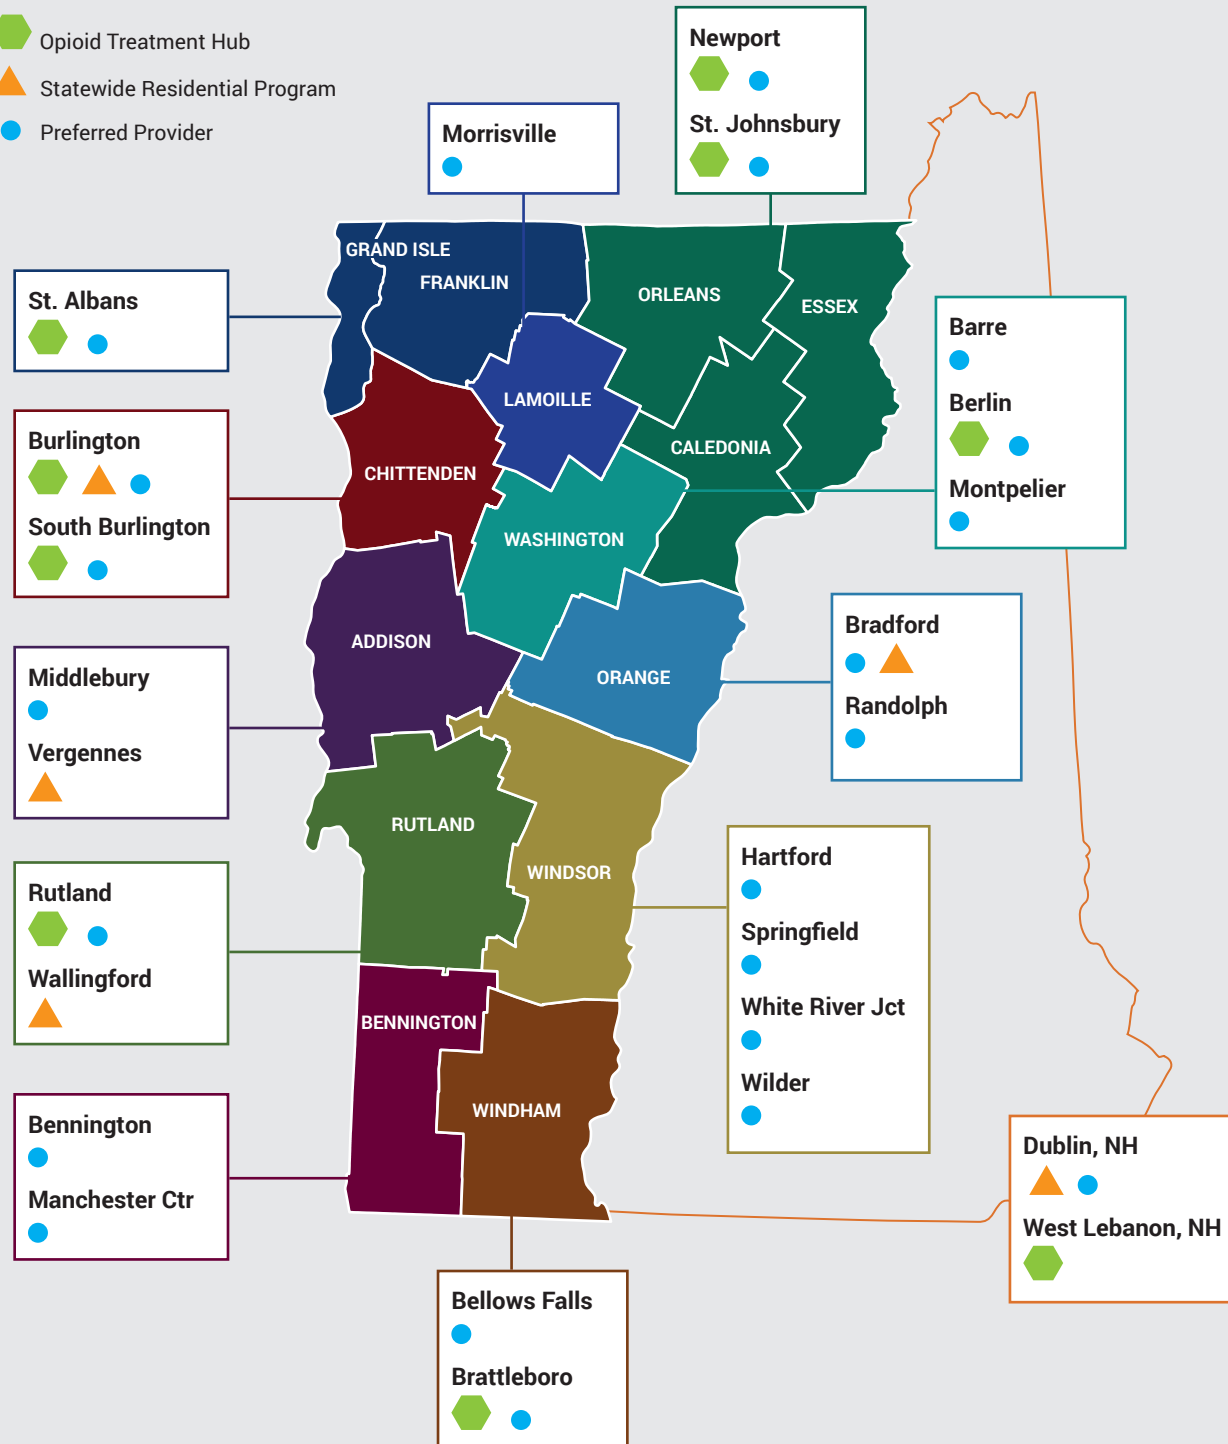 Opioid Treatment Hub
Statewide Residential Program
Preferred Provider
Newport
St. Johnsbury
Morrisville
GRAND ISLE
FRANKLIN
ORLEANS
ESSEX
St. Albans
LAMOILLE
CALEDONIA
Barre
Berlin
Montpelier
Burlington
South Burlington
CHITTENDEN
WASHINGTON
ADDISON
ORANGE
Bradford
Randolph
Middlebury
Vergennes
RUTLAND
WINDSOR
Hartford
Springfield
White River Jct
Wilder
Rutland
Wallingford
BENNINGTON
WINDHAM
Bennington
Manchester Ctr
Dublin, NH
West Lebanon, NH
Bellows Falls
Brattleboro